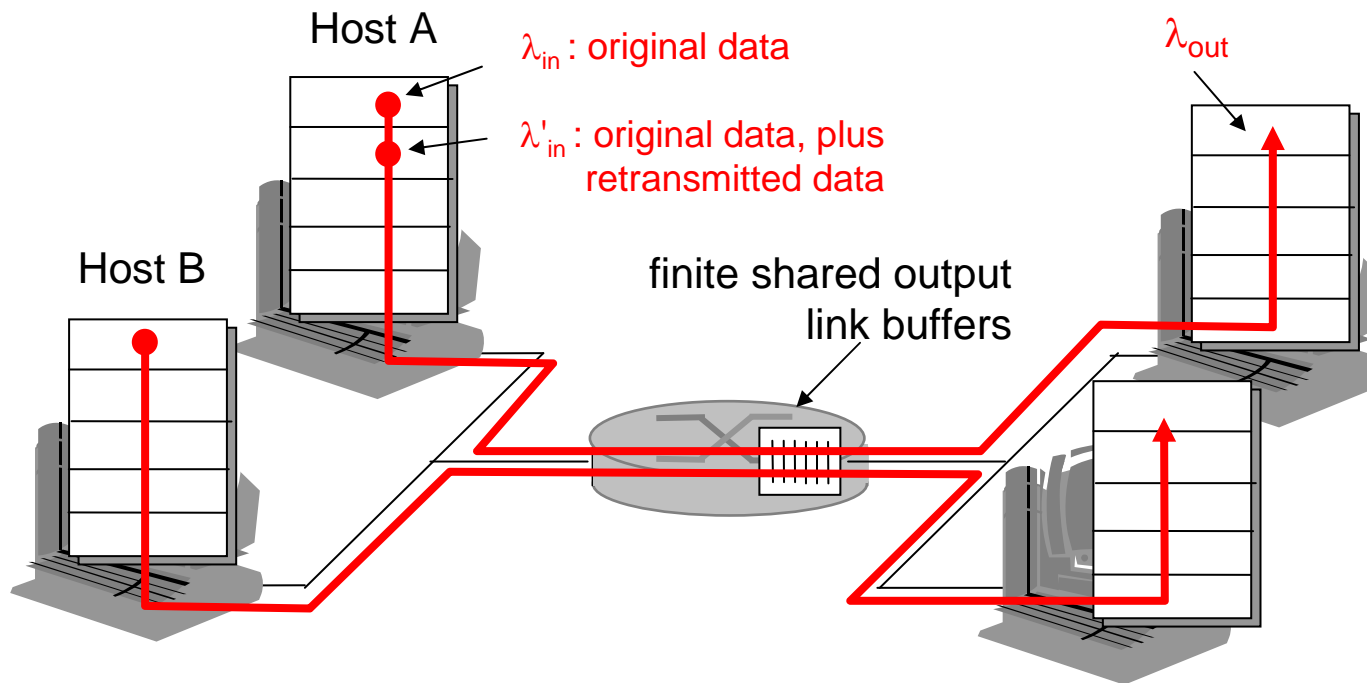 Host A
λin : original data
λ'in : original data, plus
retransmitted data
λout
Host B
finite shared output
link buffers